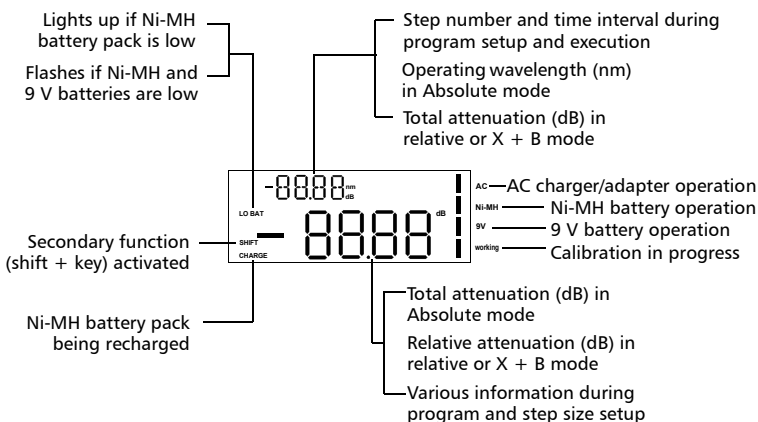 Lights up if Ni-MH
battery pack is low
Flashes if Ni-MH and
9 V batteries are low
Step number and time interval during
program setup and execution
Operating wavelength (nm)
in Absolute mode
Total attenuation (dB) in
relative or X + B mode
-88.88 nm
dB
LO BAT
SHIFT
CHARGE
-88.88 dB
AC
Ni-MH
9V
working
AC charger/adapter operation
Ni-MH battery operation
9 V battery operation
Calibration in progress
Secondary function
(shift + key) activated
Ni-MH battery pack
being recharged
Total attenuation (dB) in
Absolute mode
Relative attenuation (dB) in
relative or X + B mode
Various information during
program and step size setup